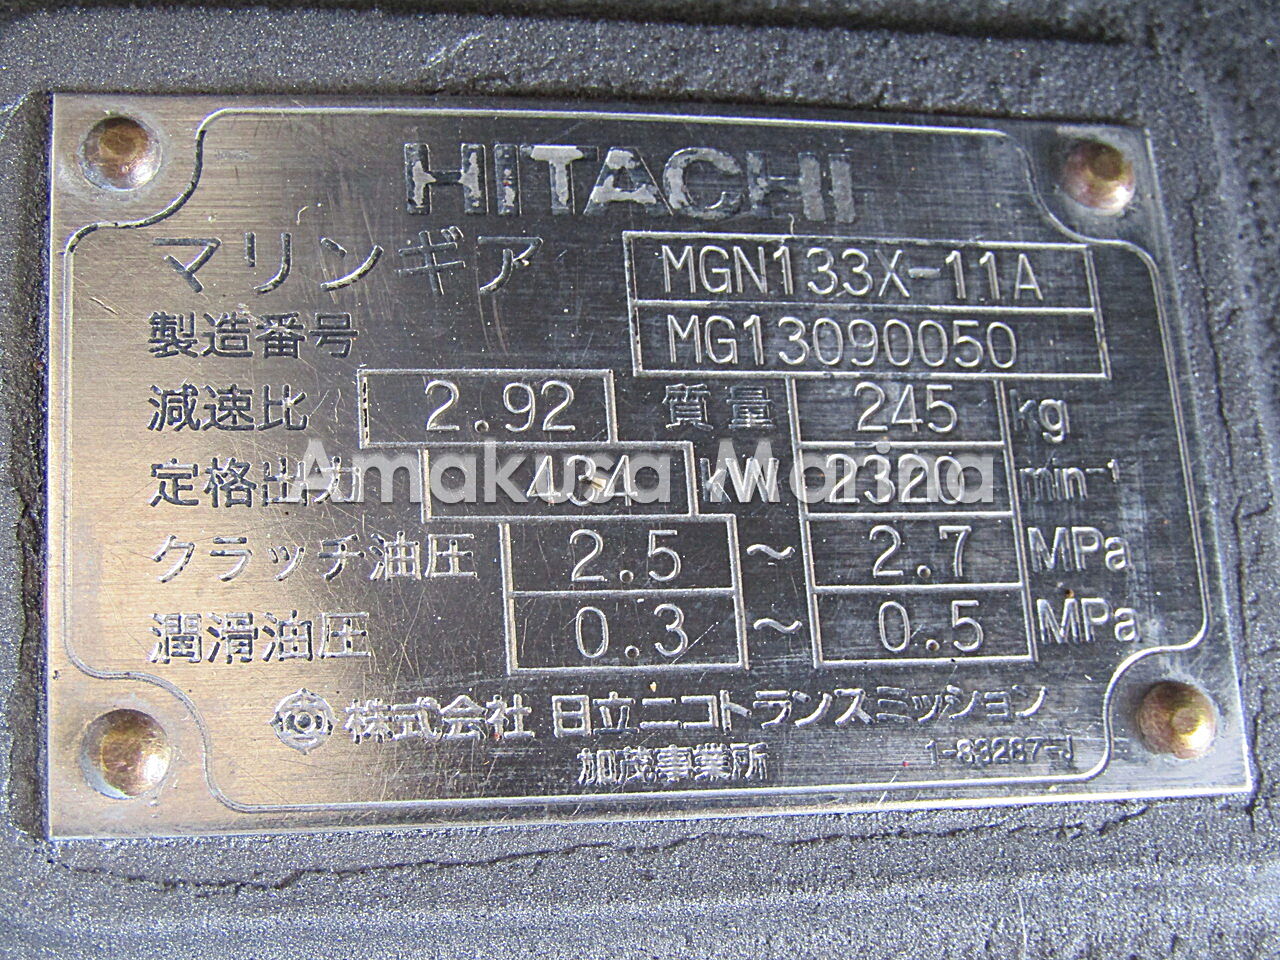 HITACHI
マリンギア MGN133X-11A
製造番号 MG13090050
減速比 2.92 質量 245 kg
定格出力 434 kW 2320 min⁻¹
Amakusa Marina
クラッチ油圧 2.5 ~ 2.7 MPa
潤滑油圧 0.3 ~ 0.5 MPa
株式会社 日立ニコトランスミッション
加茂事業所